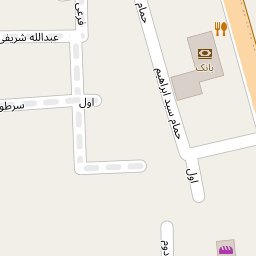 فرعی
حمام
عبدالله شریفی
بانک
حمام سید ابراهیم
اول
سرطو
اول
دوم